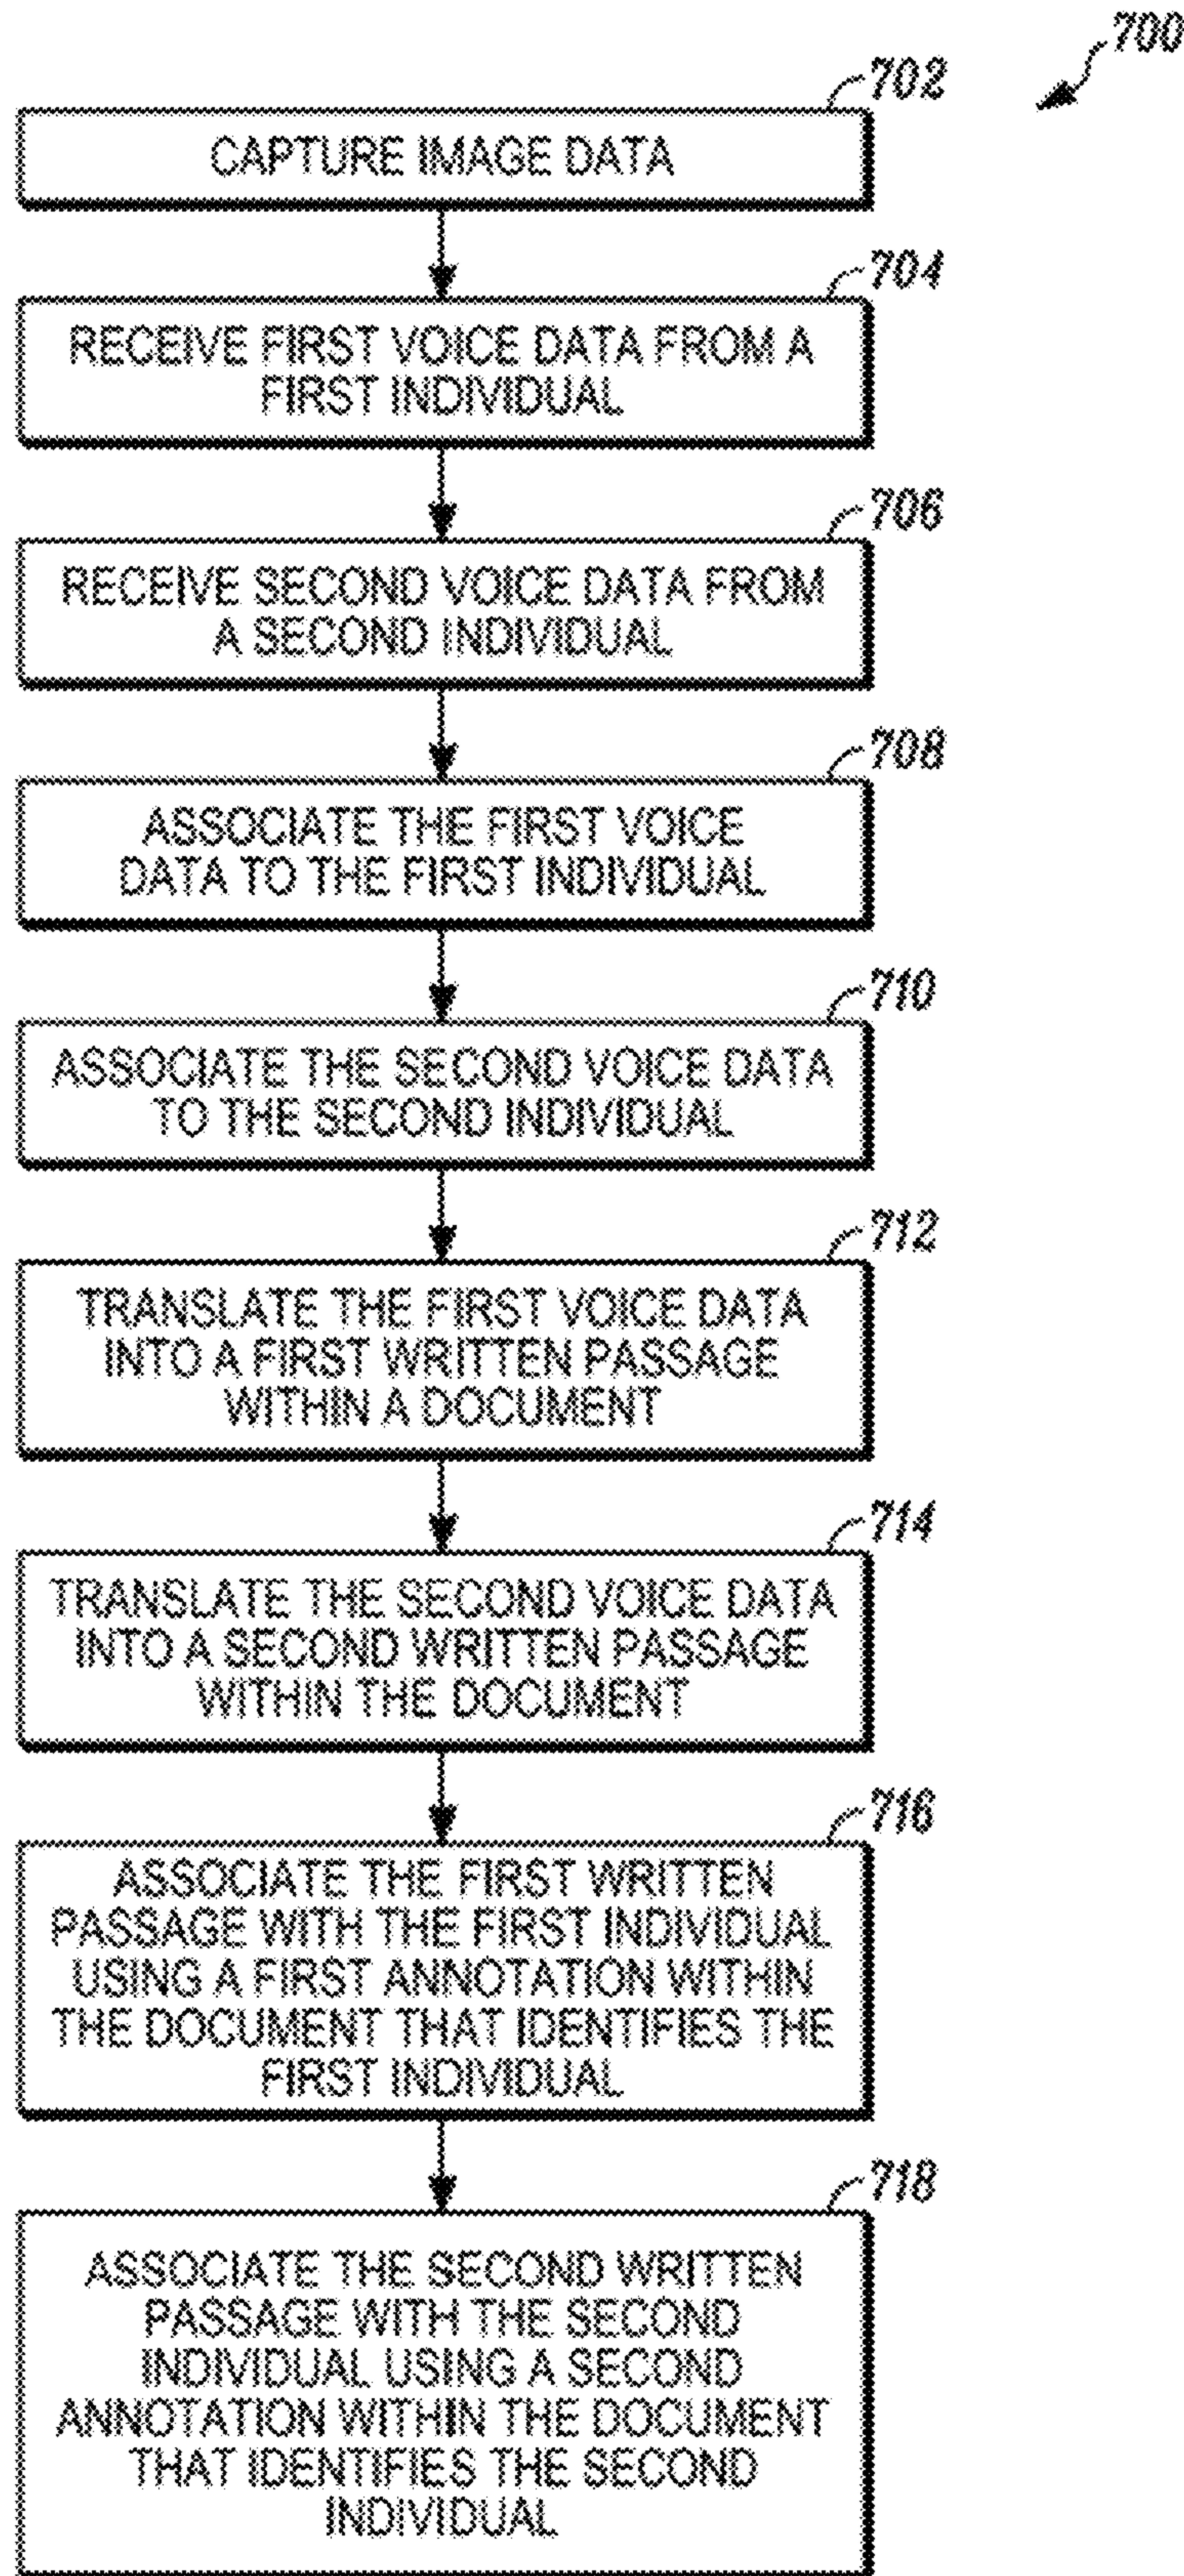 700
702
CAPTURE IMAGE DATA
704
RECEIVE FIRST VOICE DATA FROM A
FIRST INDIVIDUAL
706
RECEIVE SECOND VOICE DATA FROM
A SECOND INDIVIDUAL
708
ASSOCIATE THE FIRST VOICE
DATA TO THE FIRST INDIVIDUAL
710
ASSOCIATE THE SECOND VOICE DATA
TO THE SECOND INDIVIDUAL
712
TRANSLATE THE FIRST VOICE DATA
INTO A FIRST WRITTEN PASSAGE
WITHIN A DOCUMENT
714
TRANSLATE THE SECOND VOICE DATA
INTO A SECOND WRITTEN PASSAGE
WITHIN THE DOCUMENT
716
ASSOCIATE THE FIRST WRITTEN
PASSAGE WITH THE FIRST INDIVIDUAL
USING A FIRST ANNOTATION WITHIN
THE DOCUMENT THAT IDENTIFIES THE
FIRST INDIVIDUAL
718
ASSOCIATE THE SECOND WRITTEN
PASSAGE WITH THE SECOND
INDIVIDUAL USING A SECOND
ANNOTATION WITHIN THE DOCUMENT
THAT IDENTIFIES THE SECOND
INDIVIDUAL